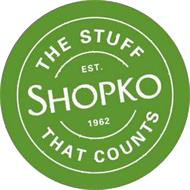 THE STUFF
EST.
SHOPKO
1962
THAT COUNTS